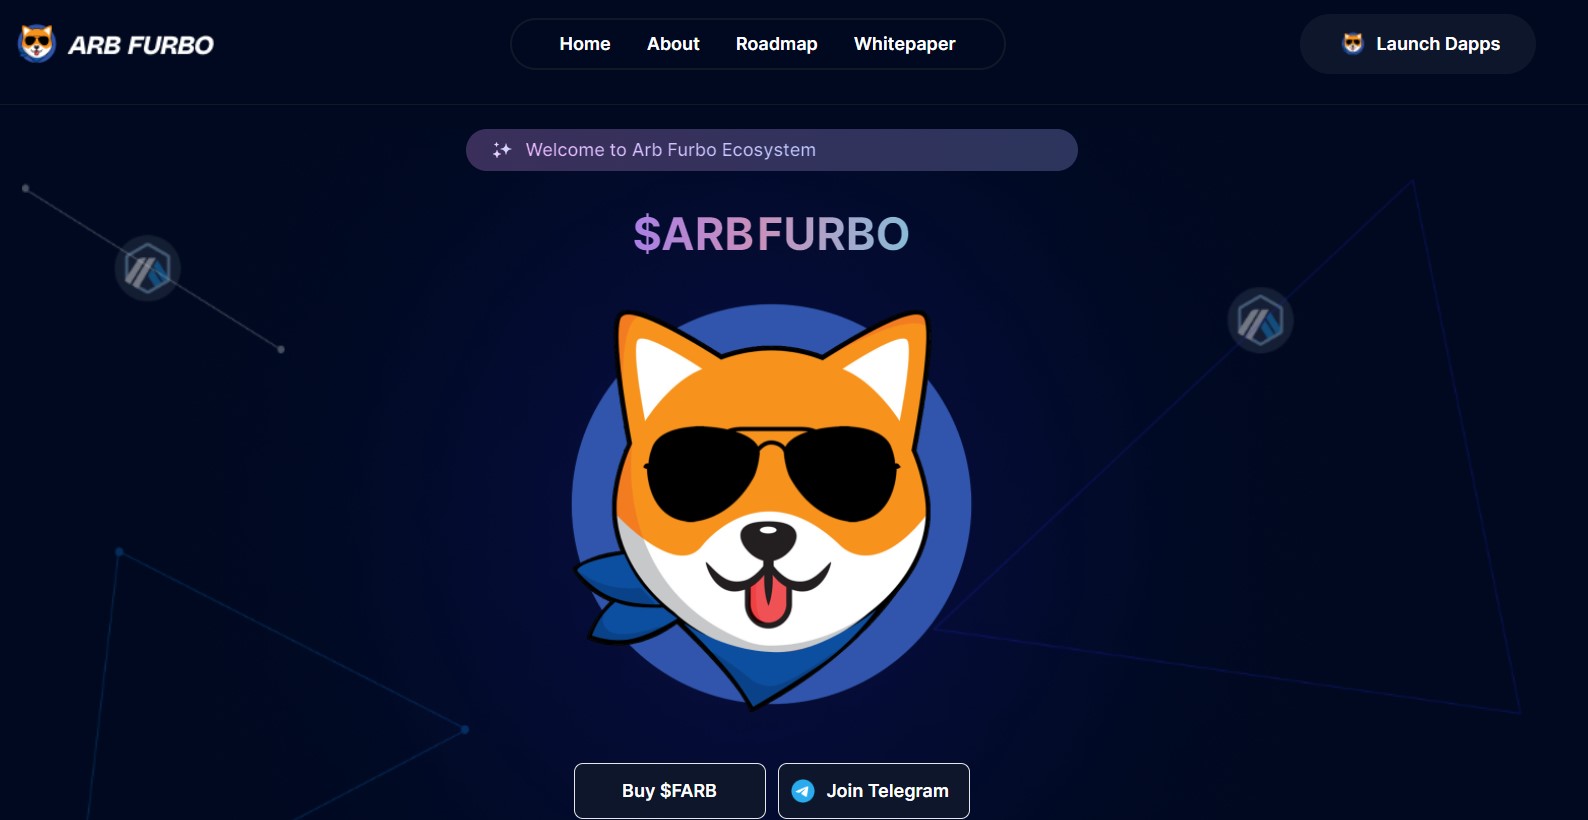 ARB FURBO
Home About Roadmap Whitepaper
Launch Dapps
Welcome to Arb Furbo Ecosystem
$ARBFURBO
Buy $FARB
Join Telegram